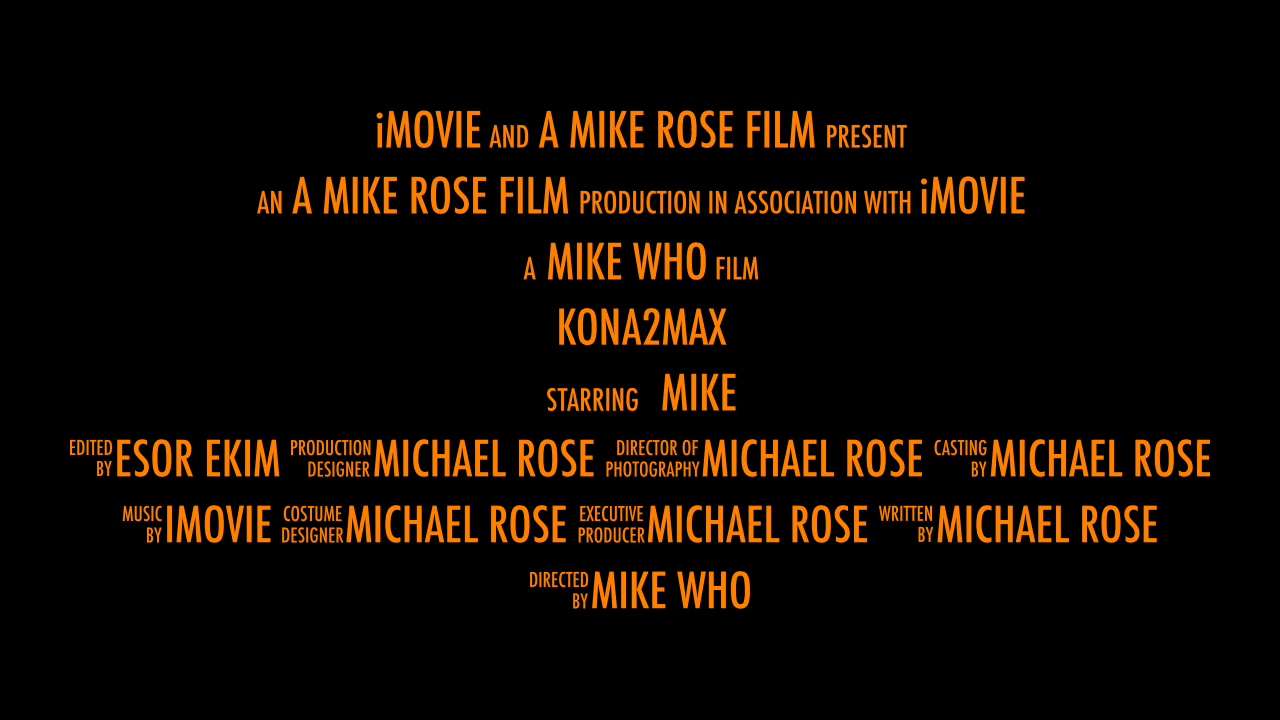 iMOVIE AND A MIKE ROSE FILM PRESENT
AN A MIKE ROSE FILM PRODUCTION IN ASSOCIATION WITH iMOVIE
A MIKE WHO FILM
KONA2MAX
STARRING MIKE
EDITED BY ESOR EKIM PRODUCTION DESIGNER MICHAEL ROSE DIRECTOR OF PHOTOGRAPHY MICHAEL ROSE CASTING BY MICHAEL ROSE
MUSIC BY IMOVIE COSTUME DESIGNER MICHAEL ROSE EXECUTIVE PRODUCER MICHAEL ROSE WRITTEN BY MICHAEL ROSE
DIRECTED BY MIKE WHO